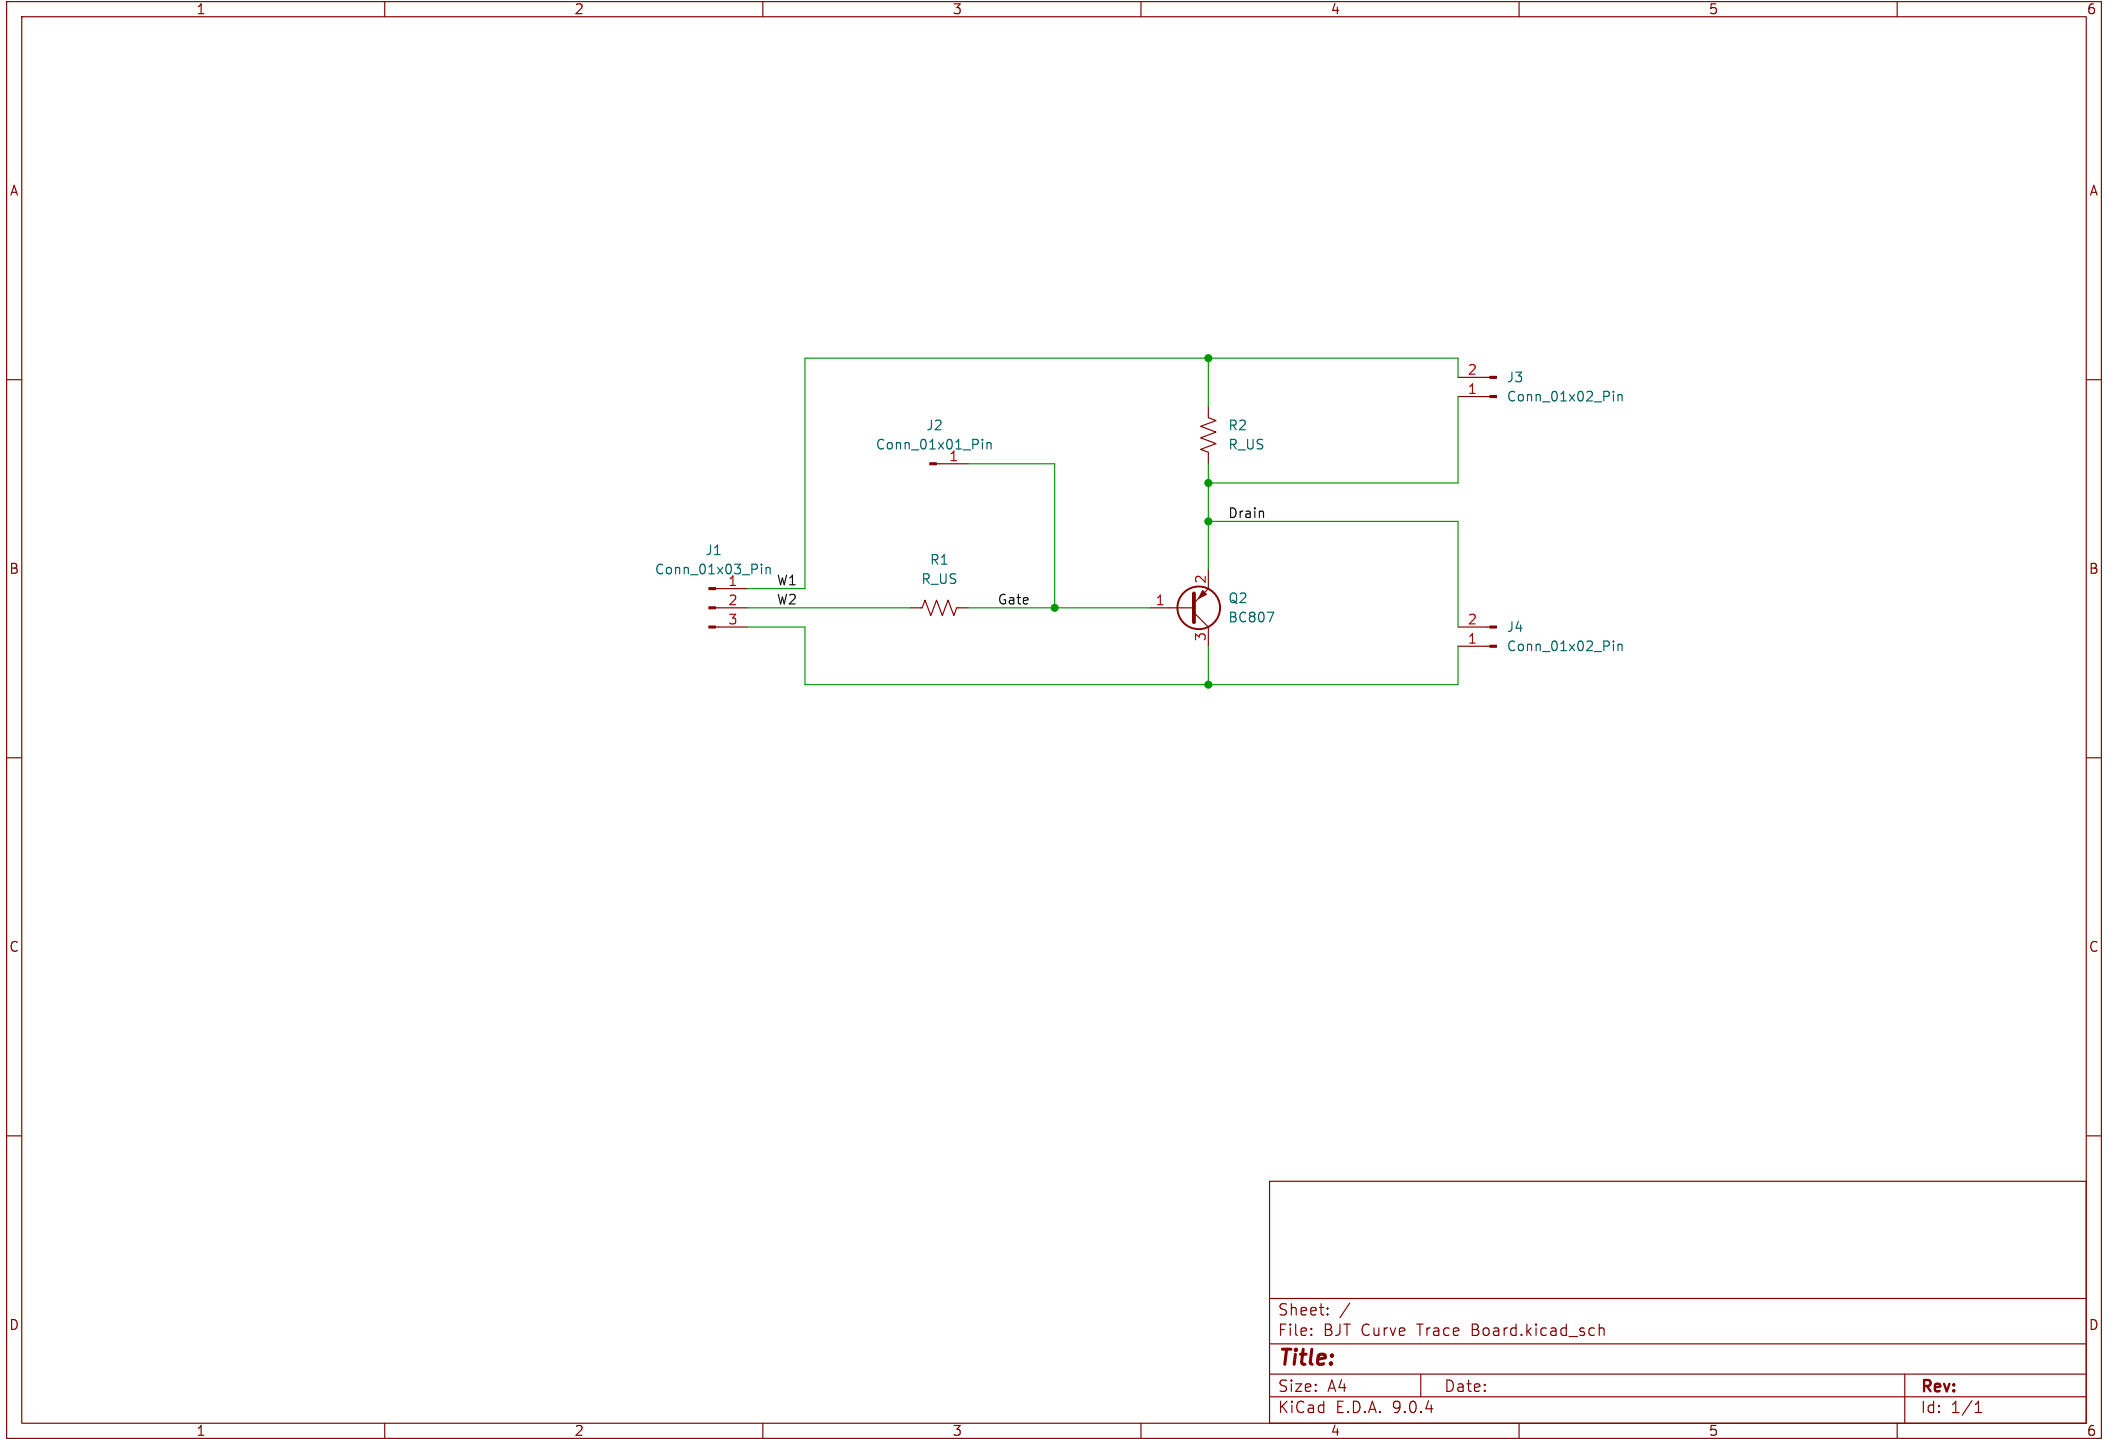 1 2 3 4 5 6
A A
J3
2
1
Conn_01x02_Pin
J2
Conn_01x01_Pin
1
R2
R_US
Drain
J1
Conn_01x03_Pin
1
2
3
W1
W2
R1
R_US
Gate
1
2
3
Q2
BC807
2
1
J4
Conn_01x02_Pin
B B
C C
D D
Sheet: /
File: BJT Curve Trace Board.kicad_sch
Title:
Size: A4 Date: Rev:
KiCad E.D.A. 9.0.4 Id: 1/1
1 2 3 4 5 6